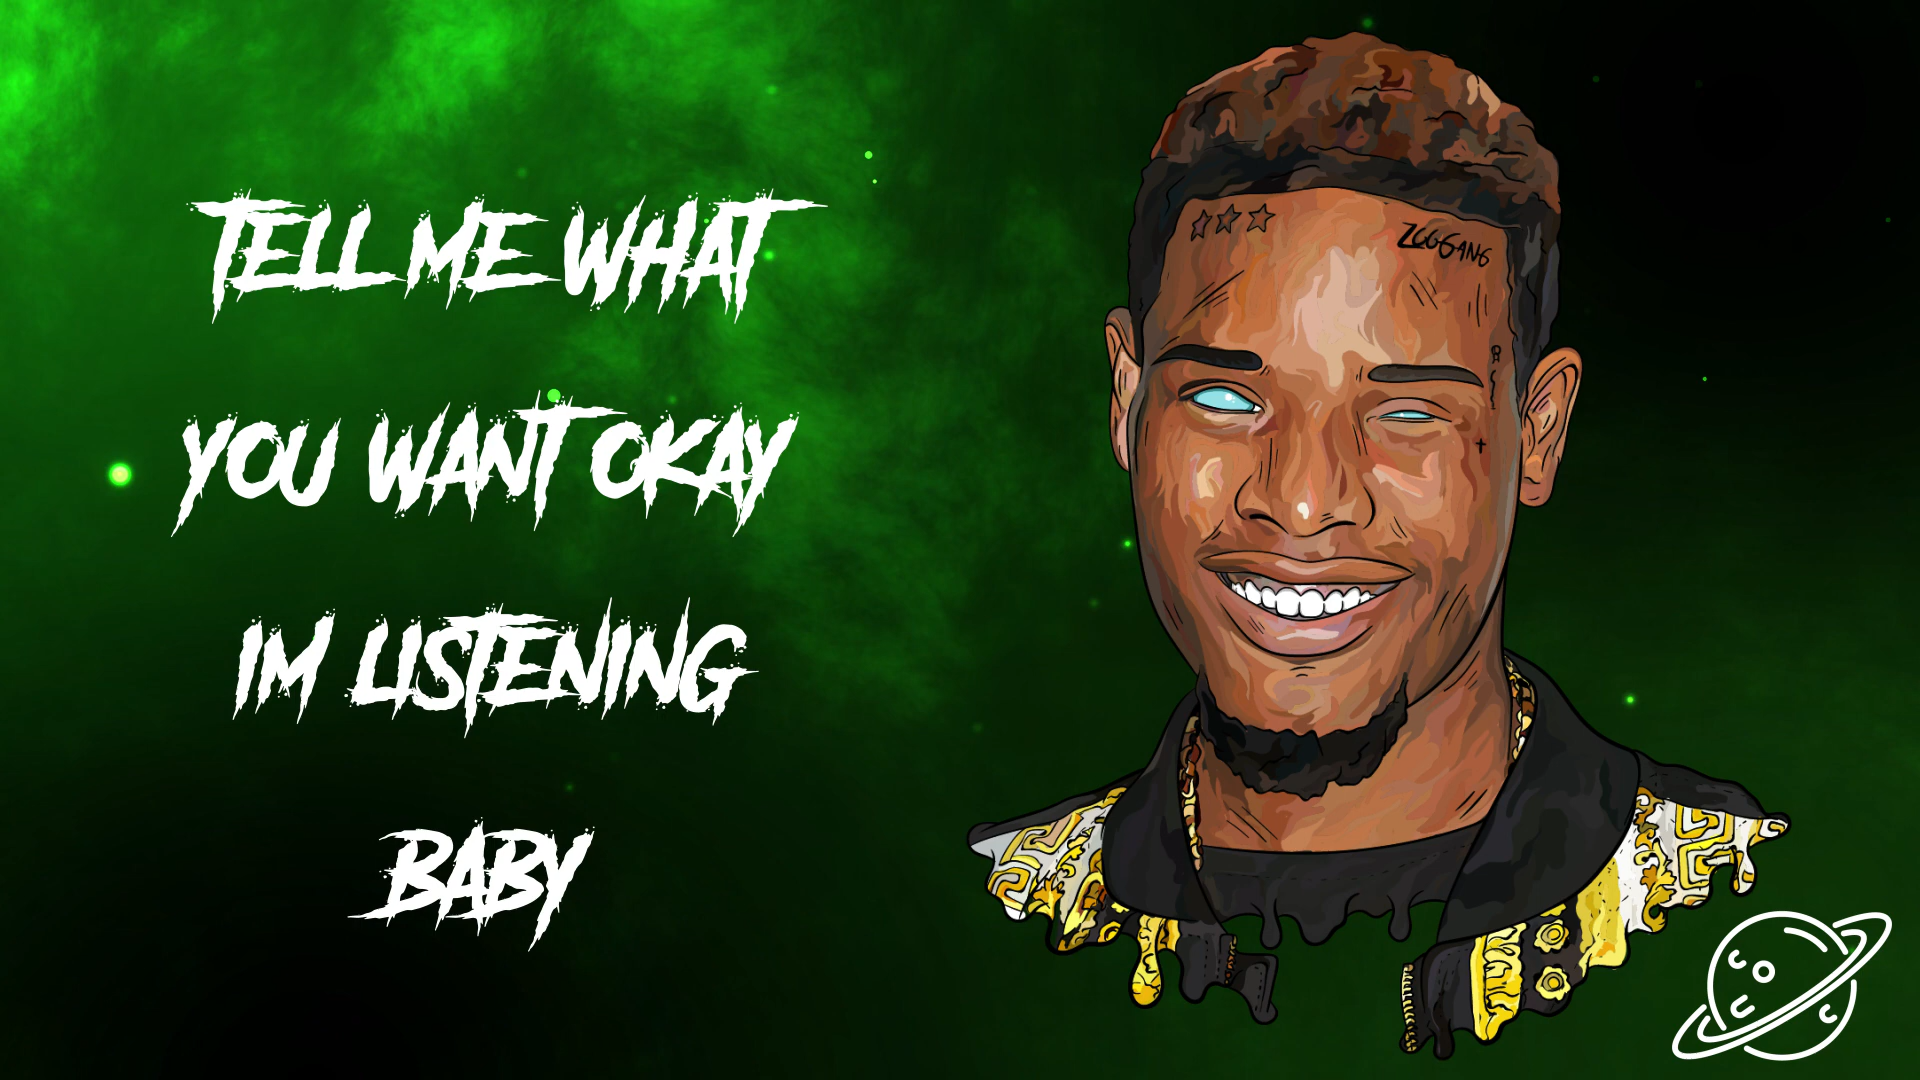 TELL ME WHAT
YOU WANT OKAY
IM LISTENING
BABY
ZOOGANG